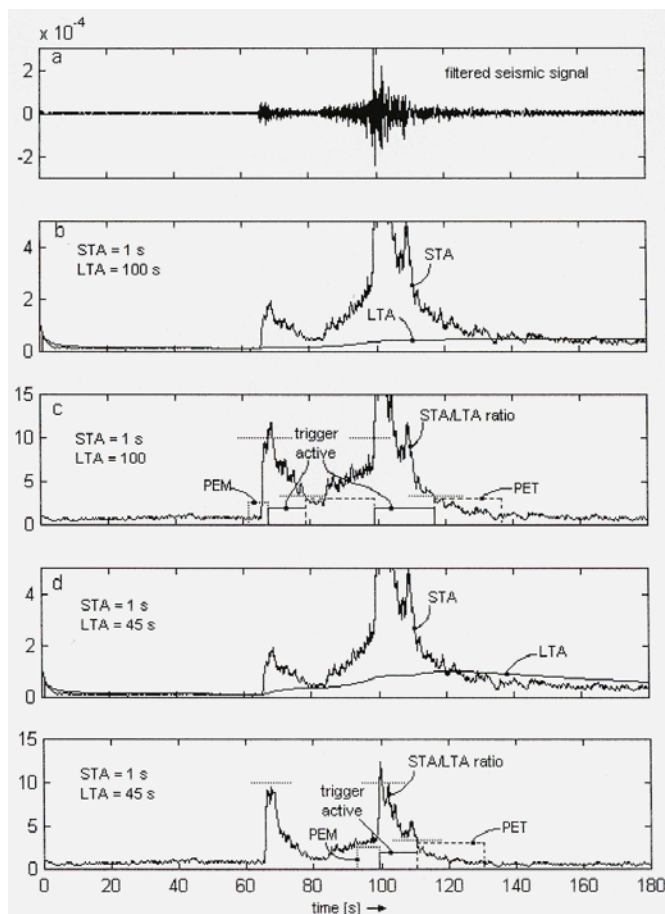 x 10⁻⁴
a
filtered seismic signal
2
0
-2
-4
b
STA = 1 s
LTA = 100 s
STA
LTA
4
2
0
c
STA = 1 s
LTA = 100
trigger
active
STA/LTA ratio
PEM
PET
15
10
5
0
d
STA = 1 s
LTA = 45 s
STA
LTA
4
2
0
STA = 1 s
LTA = 45 s
STA/LTA ratio
trigger
active
PEM
PET
15
10
5
0
0 20 40 60 80 100 120 140 160 180
time [s] →